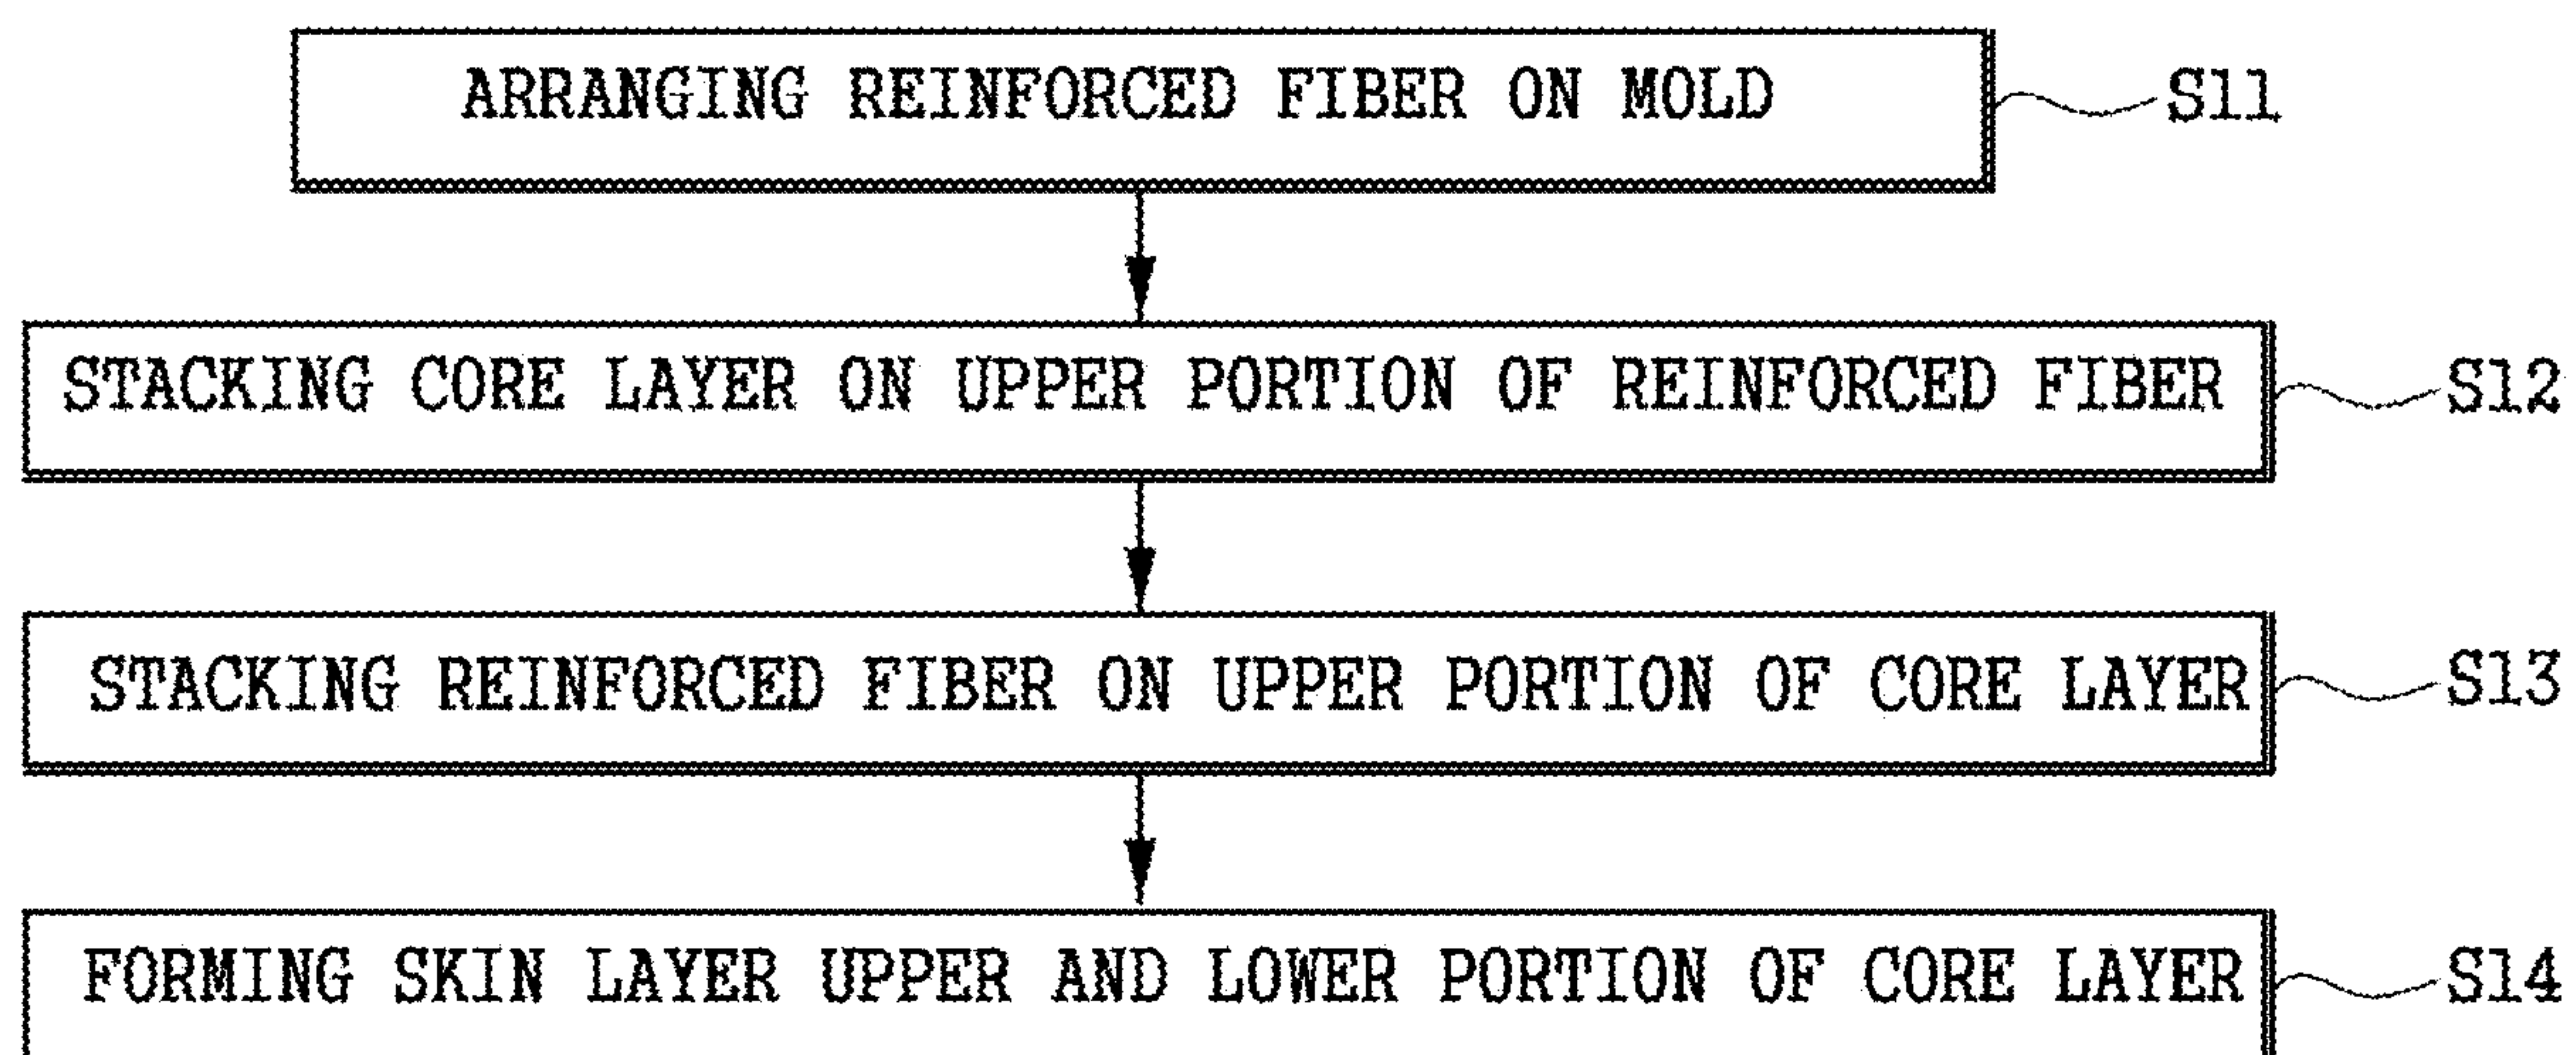 ARRANGING REINFORCED FIBER ON MOLD S11
STACKING CORE LAYER ON UPPER PORTION OF REINFORCED FIBER S12
STACKING REINFORCED FIBER ON UPPER PORTION OF CORE LAYER S13
FORMING SKIN LAYER UPPER AND LOWER PORTION OF CORE LAYER S14